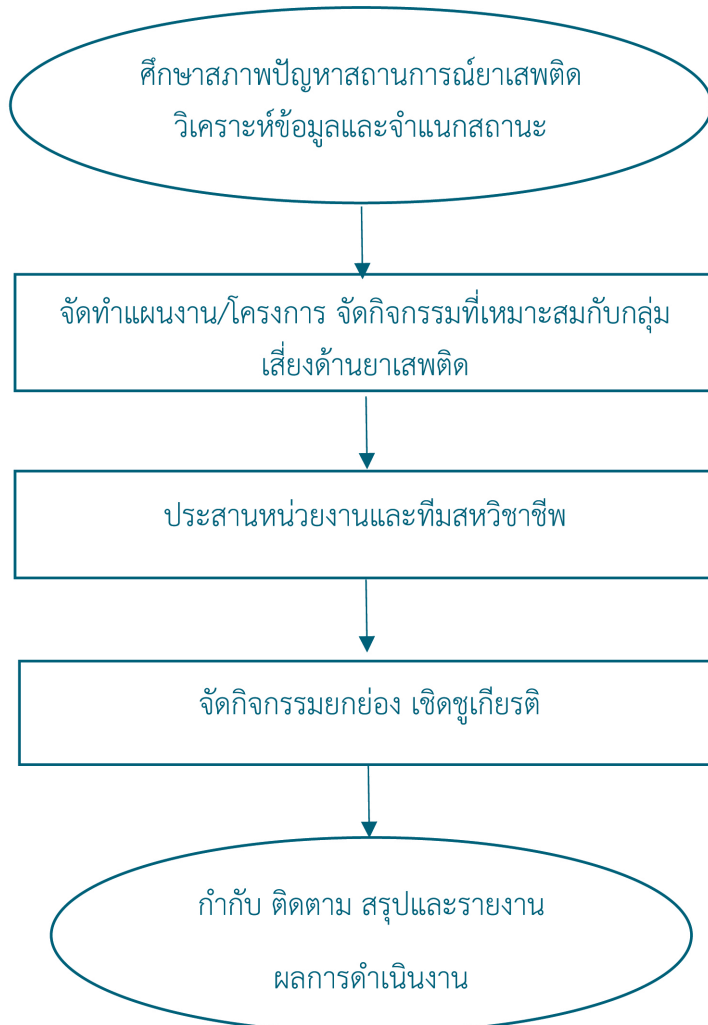 ศึกษาสภาพปัญหาสถานการณ์ยาเสพติด
วิเคราะห์ข้อมูลและจำแนกสถานะ
จัดทำแผนงาน/โครงการ จัดกิจกรรมที่เหมาะสมกับกลุ่ม
เสี่ยงด้านยาเสพติด
ประสานหน่วยงานและทีมสหวิชาชีพ
จัดกิจกรรมยกย่อง เชิดชูเกียรติ
กำกับ ติดตาม สรุปและรายงาน
ผลการดำเนินงาน